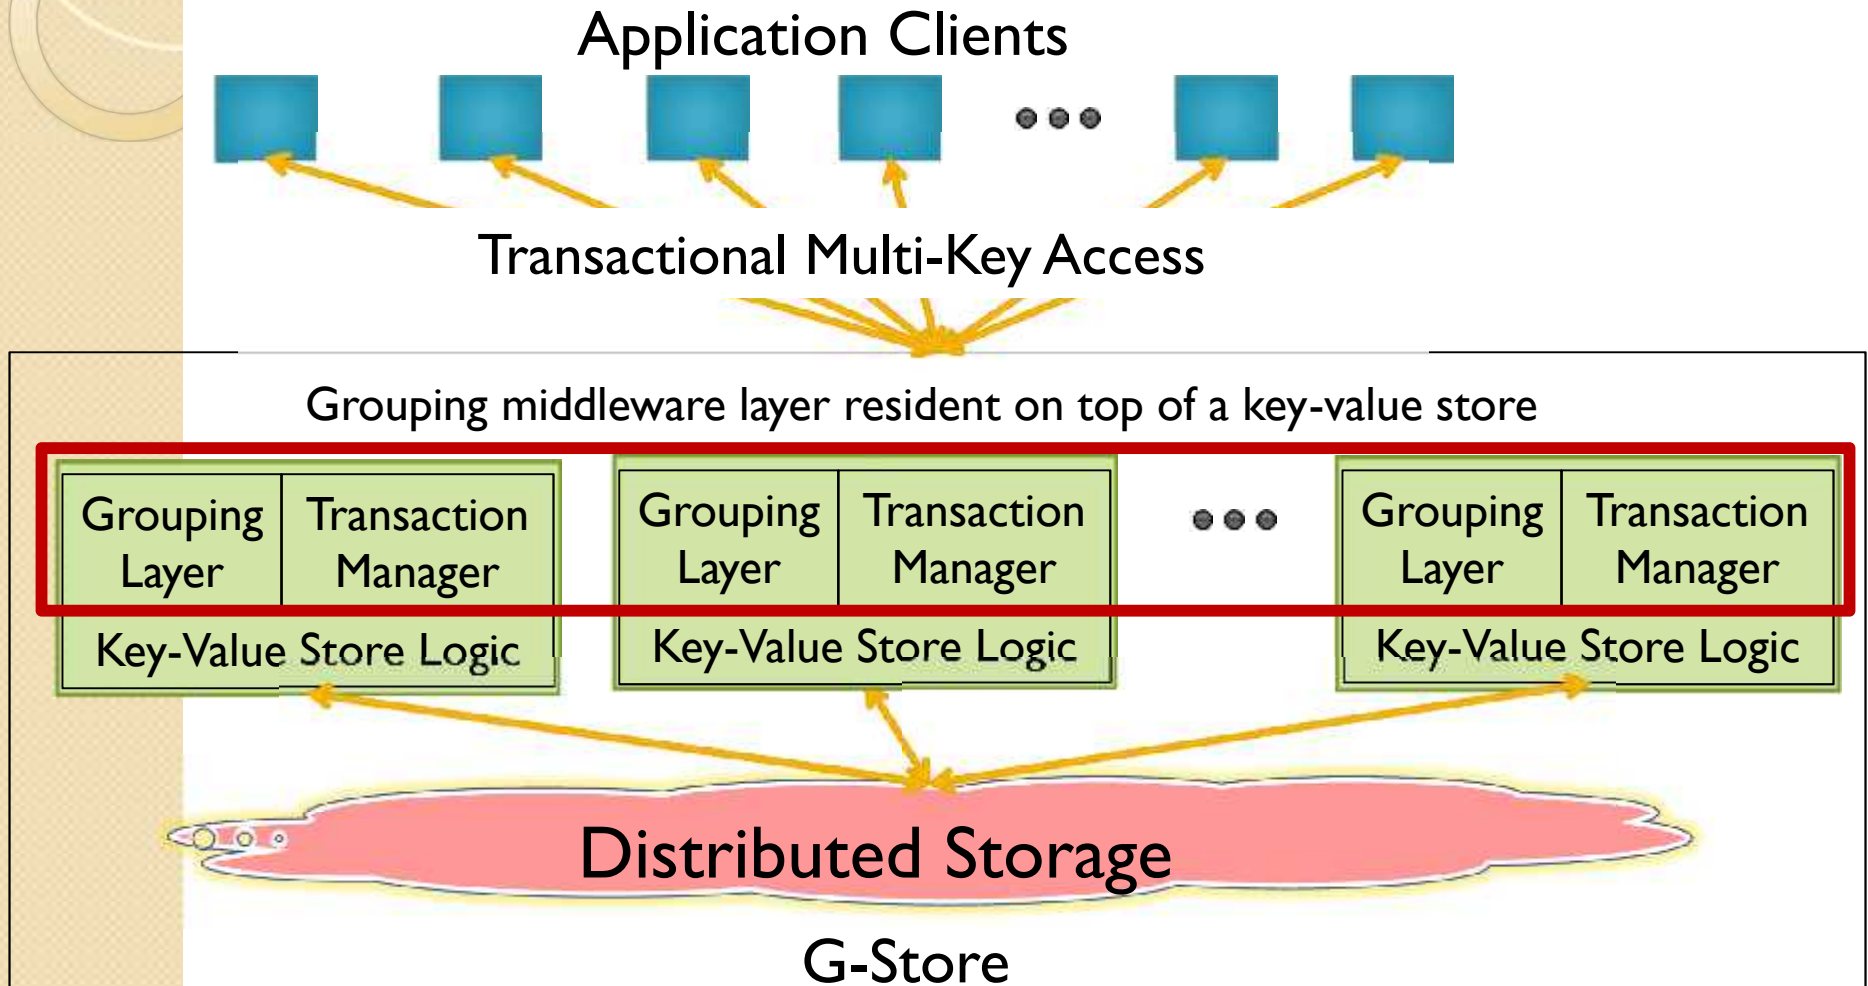 Application Clients
Transactional Multi-Key Access
Grouping middleware layer resident on top of a key-value store
Grouping Layer
Transaction Manager
Key-Value Store Logic
Grouping Layer
Transaction Manager
Key-Value Store Logic
Grouping Layer
Transaction Manager
Key-Value Store Logic
Distributed Storage
G-Store